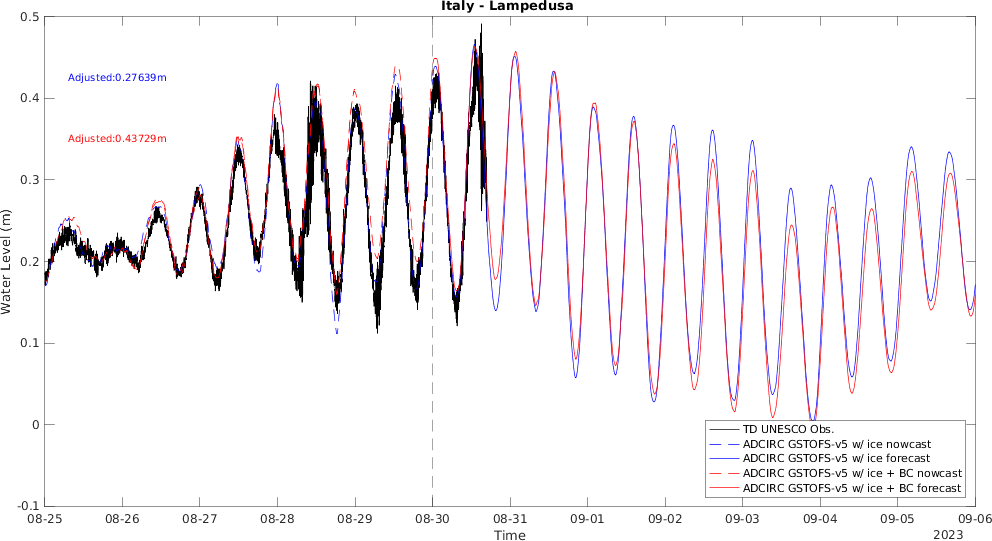 Italy - Lampedusa
Water Level (m)
0.5
0.4
0.3
0.2
0.1
0
-0.1
Adjusted:0.27639m
Adjusted:0.43729m
TD UNESCO Obs.
ADCIRC GSTOFS-v5 w/ ice nowcast
ADCIRC GSTOFS-v5 w/ ice forecast
ADCIRC GSTOFS-v5 w/ ice + BC nowcast
ADCIRC GSTOFS-v5 w/ ice + BC forecast
08-25 08-26 08-27 08-28 08-29 08-30 08-31 09-01 09-02 09-03 09-04 09-05 09-06
Time
2023